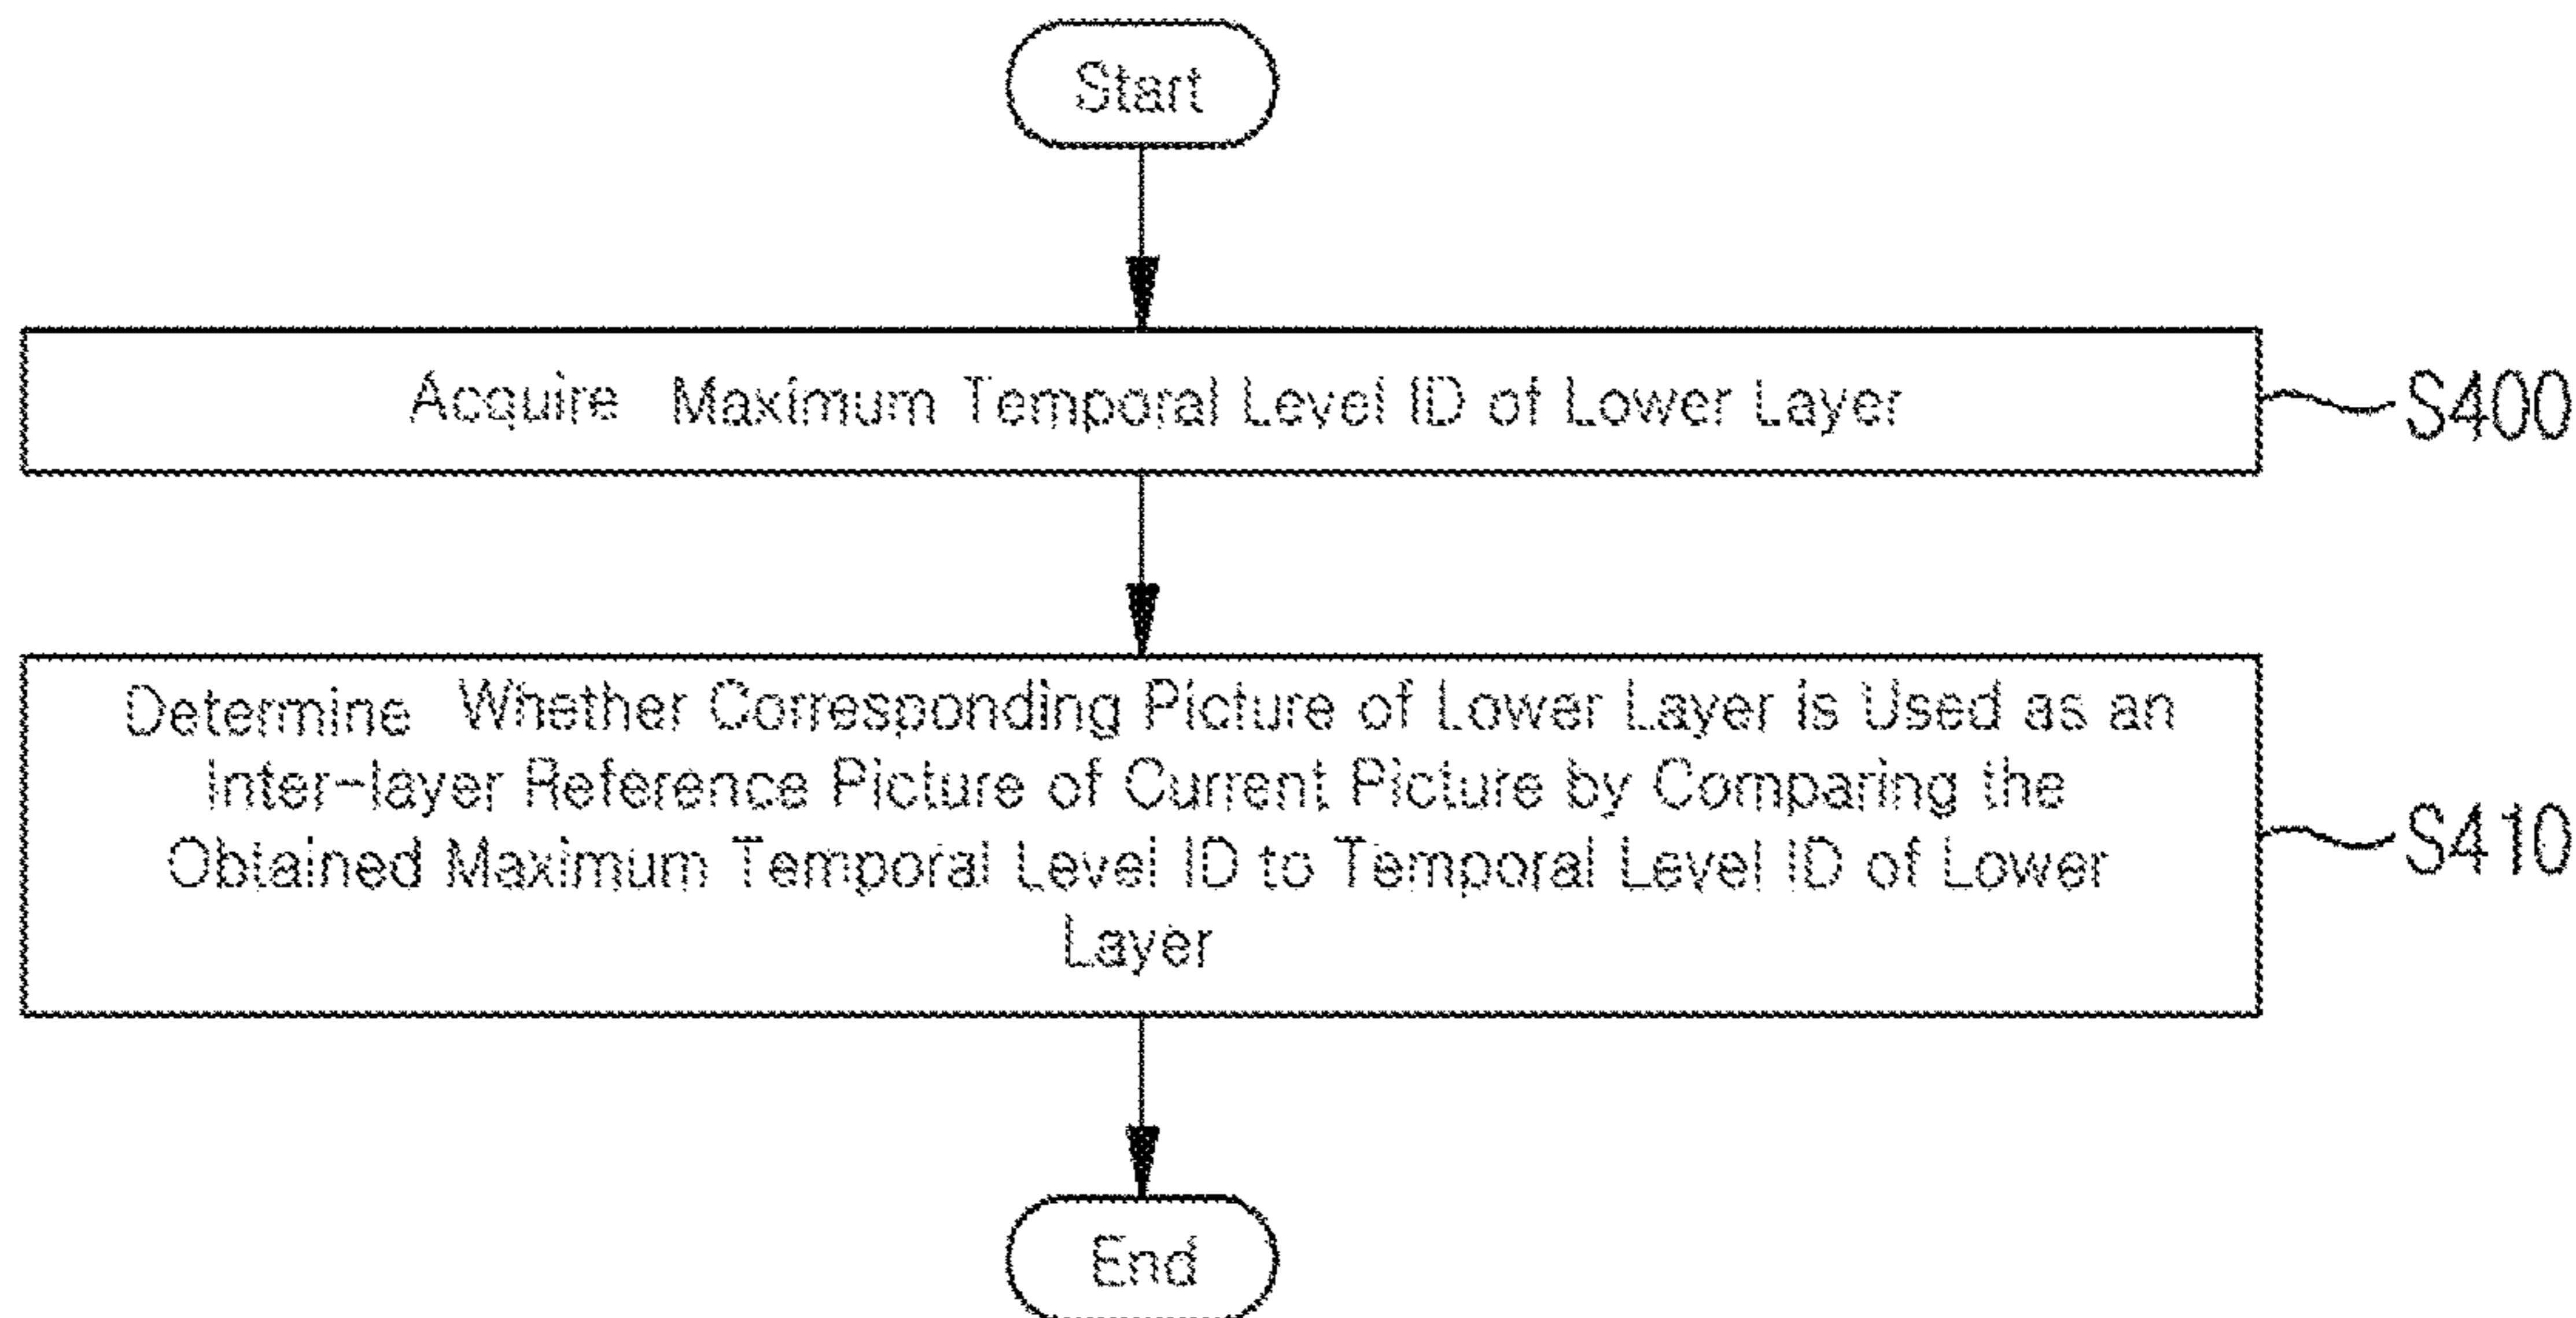 Start
Acquire Maximum Temporal Level ID of Lower Layer
S400
Determine Whether Corresponding Picture of Lower Layer is Used as an
Inter-layer Reference Picture of Current Picture by Comparing the
Obtained Maximum Temporal Level ID to Temporal Level ID of Lower
Layer
S410
End